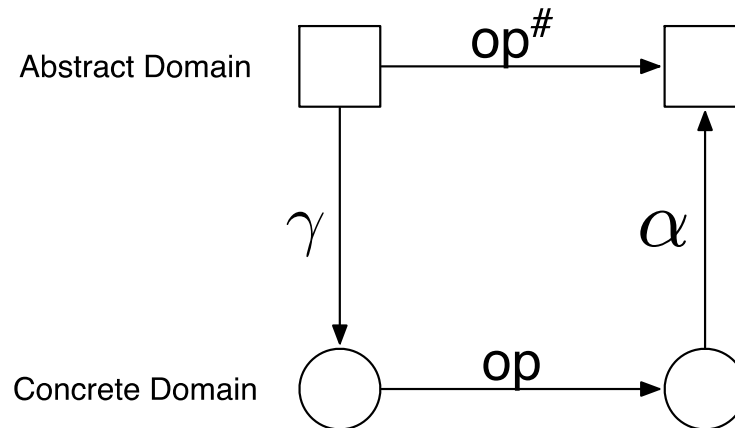 op#
Abstract Domain
γ
α
op
Concrete Domain